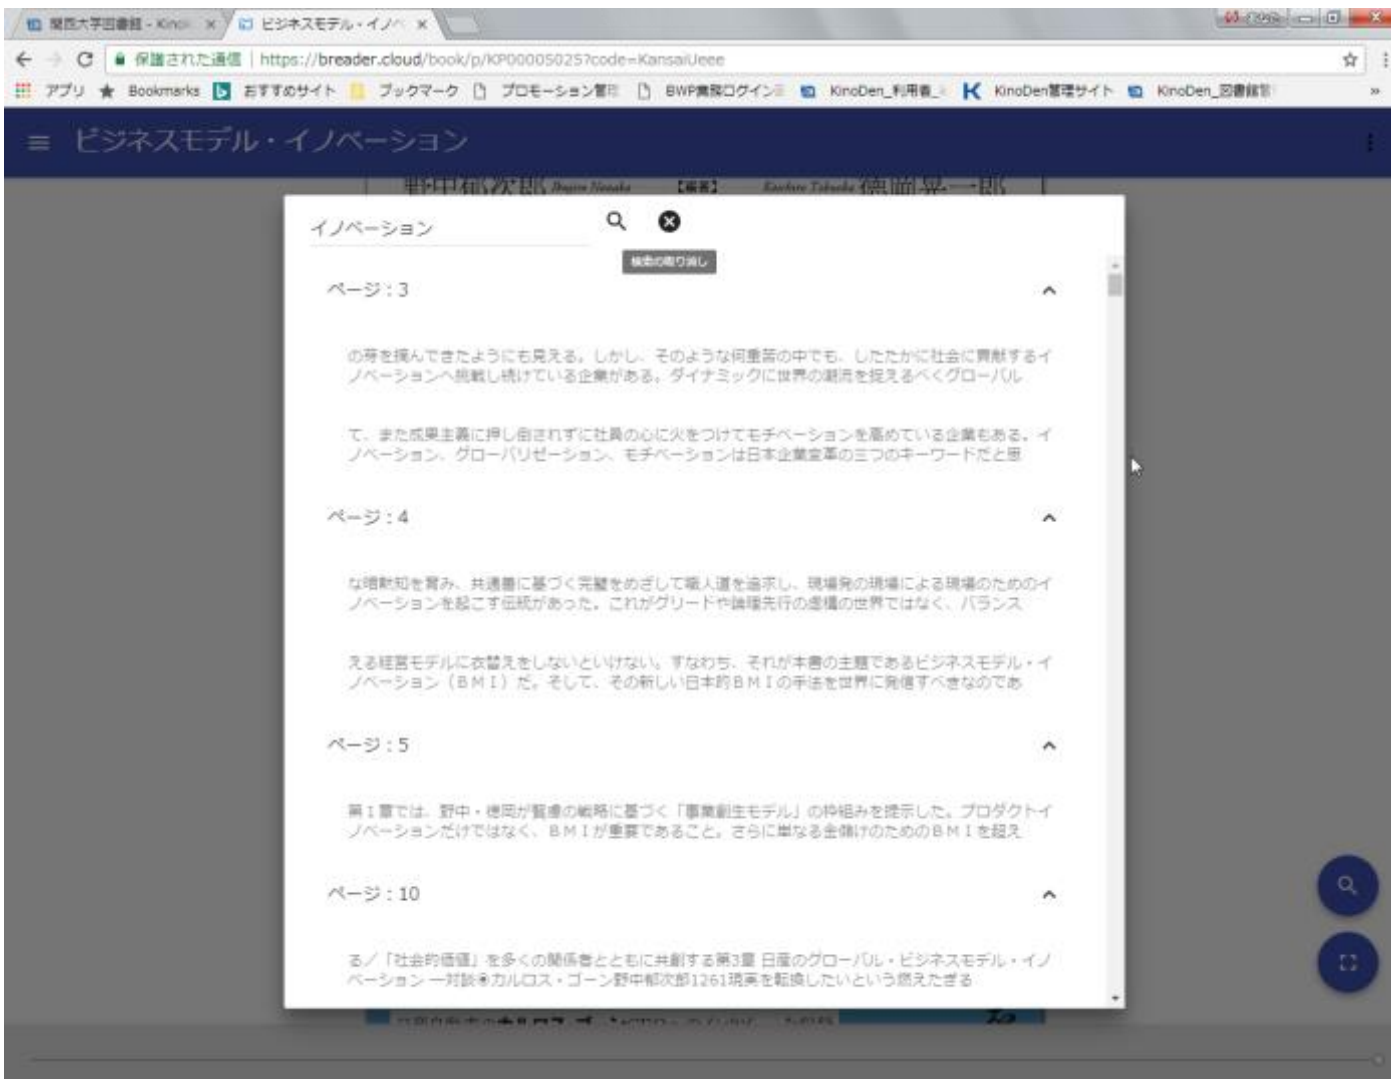 関西大学図書館 - Kino
ビジネスモデル・イノベ
保護された通信 | https://breader.cloud/book/p/KP00005025?code=KansaiUeee
アプリ Bookmarks おすすめサイト ブックマーク プロモーション管理 BWP業務ログイン KinoDen_利用者_ KinoDen管理サイト KinoDen_図書館管
ビジネスモデル・イノベーション
野中郁次郎 Ikujiro Nonaka 【編著】 Kouichiro Tokuoka 徳岡晃一郎
イノベーション
検索の取り消し
ページ : 3
の芽を摘んできたようにも見える。しかし、そのような何重苦の中でも、したたかに社会に貢献するイ
ノベーションへ挑戦し続けている企業がある。ダイナミックに世界の潮流を捉えるべくグローバル
て、また成果主義に押し倒されずに社員の心に火をつけてモチベーションを高めている企業もある。イ
ノベーション、グローバリゼーション、モチベーションは日本企業変革の三つのキーワードだと思
ページ : 4
な暗黙知を育み、共通善に基づく完璧をめざして職人道を追求し、現場発の現場による現場のためのイ
ノベーションを起こす伝統があった。これがグリードや論理先行の虚構の世界ではなく、バランス
える経営モデルに衣替えをしないといけない。すなわち、それが本書の主題であるビジネスモデル・イ
ノベーション（ＢＭＩ）だ。そして、その新しい日本的ＢＭＩの手法を世界に発信すべきなのであ
ページ : 5
第１章では、野中・徳岡が賢慮の戦略に基づく「事業創生モデル」の枠組みを提示した。プロダクトイ
ノベーションだけではなく、ＢＭＩが重要であること。さらに単なる金儲けのためのＢＭＩを超え
ページ : 10
る／「社会的価値」を多くの関係者とともに共創する第3章 日産のグローバル・ビジネスモデル・イノ
ベーション ―対談◉カルロス・ゴーン野中郁次郎1261現実を転換したいという燃えたぎる